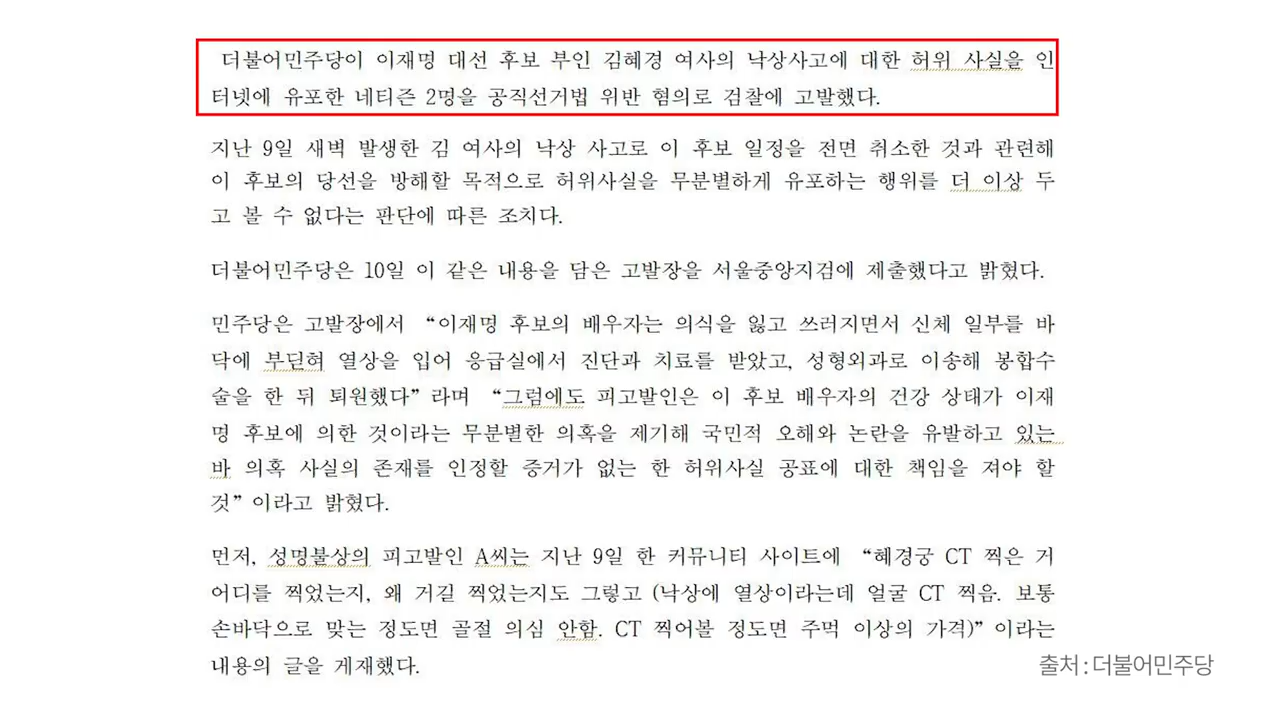 더불어민주당이 이재명 대선 후보 부인 김혜경 여사의 낙상사고에 대한 허위 사실을 인
터넷에 유포한 네티즌 2명을 공직선거법 위반 혐의로 검찰에 고발했다.
지난 9일 새벽 발생한 김 여사의 낙상 사고로 이 후보 일정을 전면 취소한 것과 관련해
이 후보의 당선을 방해할 목적으로 허위사실을 무분별하게 유포하는 행위를 더 이상 두
고 볼 수 없다는 판단에 따른 조치다.
더불어민주당은 10일 이 같은 내용을 담은 고발장을 서울중앙지검에 제출했다고 밝혔다.
민주당은 고발장에서 “이재명 후보의 배우자는 의식을 잃고 쓰러지면서 신체 일부를 바
닥에 부딛혀 열상을 입어 응급실에서 진단과 치료를 받았고, 성형외과로 이송해 봉합수
술을 한 뒤 퇴원했다”라며 “그럼에도 피고발인은 이 후보 배우자의 건강 상태가 이재
명 후보에 의한 것이라는 무분별한 의혹을 제기해 국민적 오해와 논란을 유발하고 있는
바 의혹 사실의 존재를 인정할 증거가 없는 한 허위사실 공표에 대한 책임을 져야 할
것”이라고 밝혔다.
먼저, 성명불상의 피고발인 A씨는 지난 9일 한 커뮤니티 사이트에 “혜경궁 CT 찍은 거
어디를 찍었는지, 왜 거길 찍었는지도 그렇고 (낙상에 열상이라는데 얼굴 CT 찍음. 보통
손바닥으로 맞는 정도면 골절 의심 안함. CT 찍어볼 정도면 주먹 이상의 가격)”이라는
내용의 글을 게재했다.
출처 : 더불어민주당